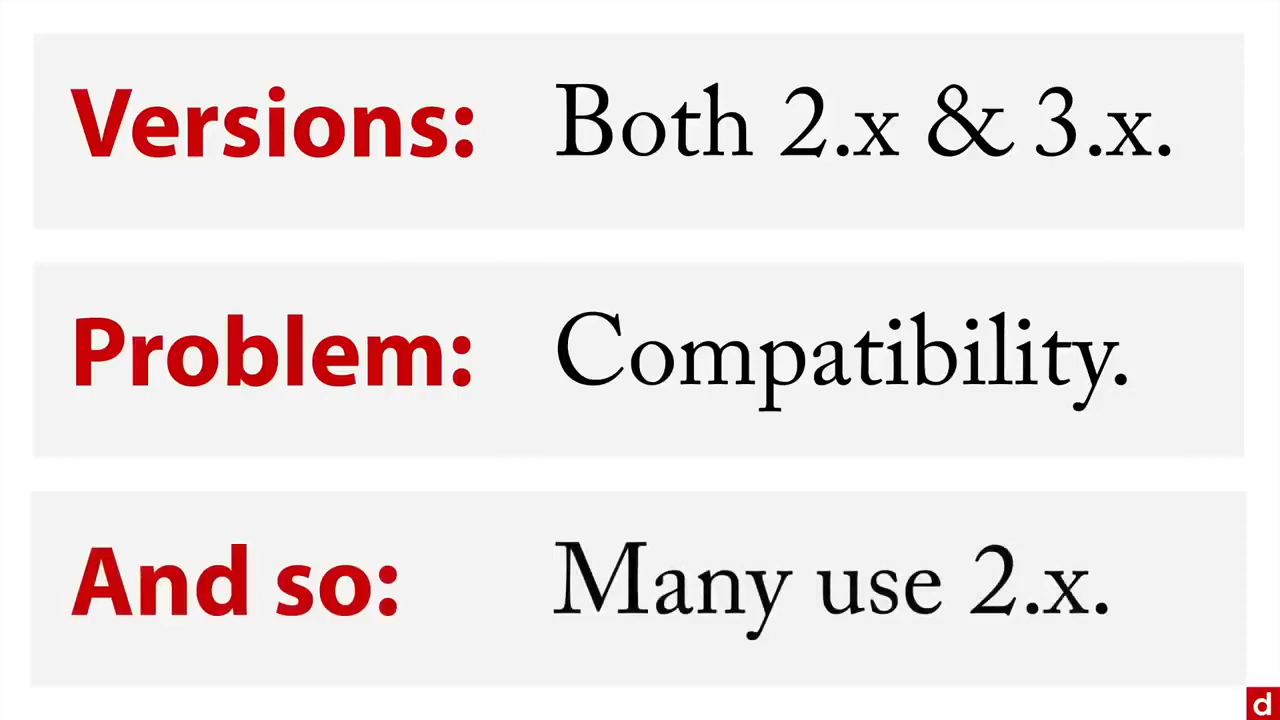 Versions: Both 2.x & 3.x.
Problem: Compatibility.
And so: Many use 2.x.
d